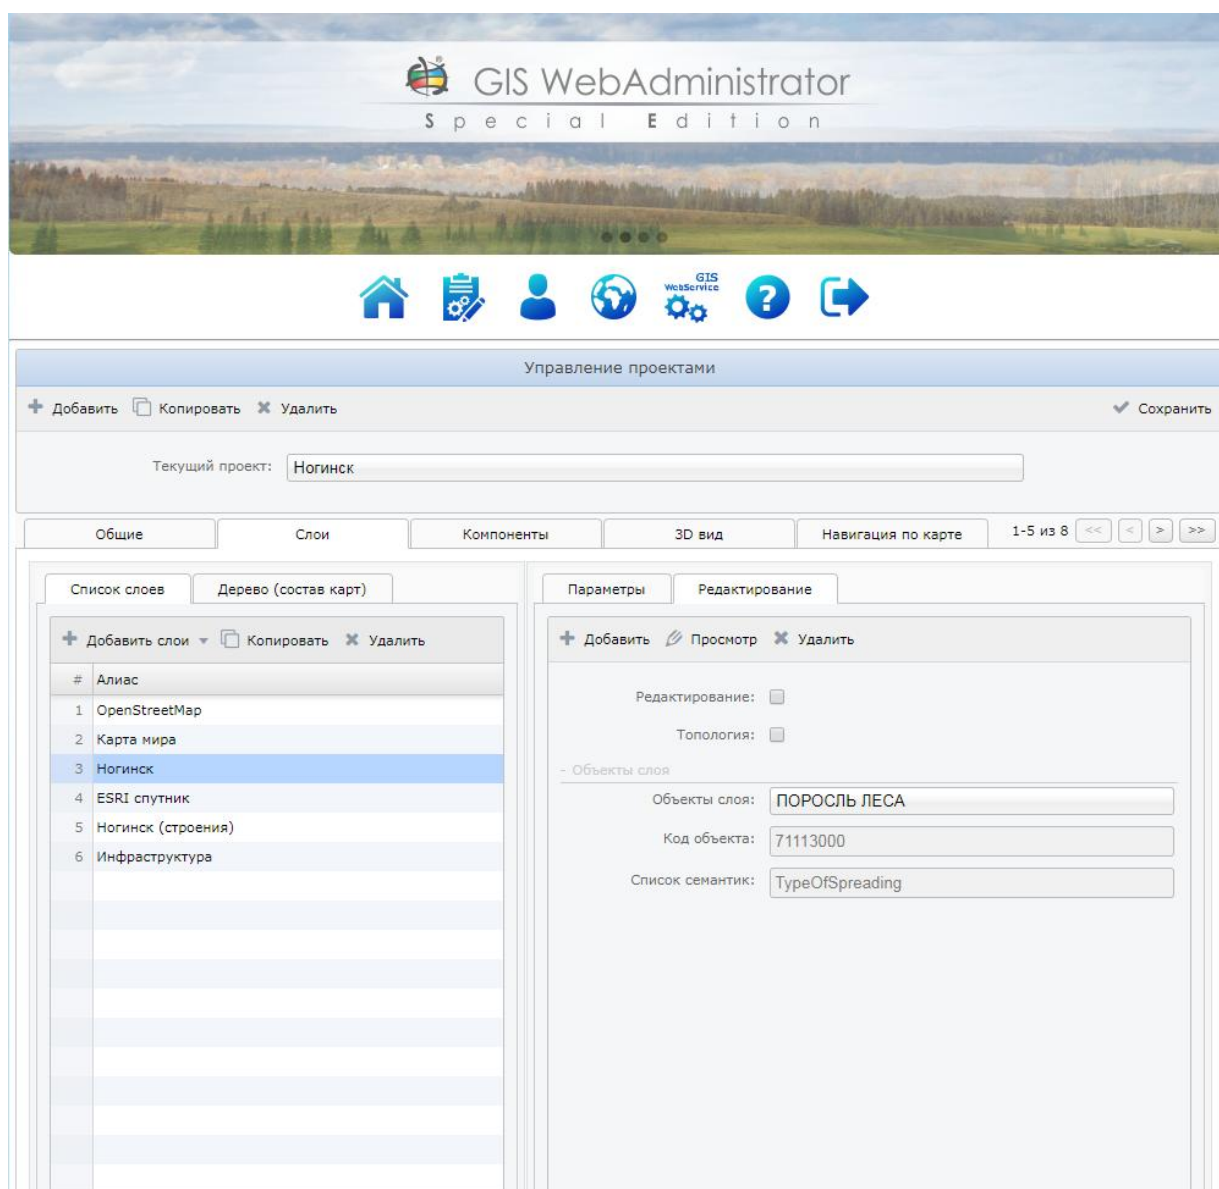 GIS WebAdministrator
Special Edition
GIS
WebService
Управление проектами
Добавить Копировать Удалить Сохранить
Текущий проект: Ногинск
Общие Слои Компоненты 3D вид Навигация по карте 1-5 из 8 << < > >>
Список слоев Дерево (состав карт)
Добавить слои Копировать Удалить
# Алиас
1 OpenStreetMap
2 Карта мира
3 Ногинск
4 ESRI спутник
5 Ногинск (строения)
6 Инфраструктура
Параметры Редактирование
Добавить Просмотр Удалить
Редактирование:
Топология:
- Объекты слоя
Объекты слоя: ПОРОСЛЬ ЛЕСА
Код объекта: 71113000
Список семантик: TypeOfSpreading